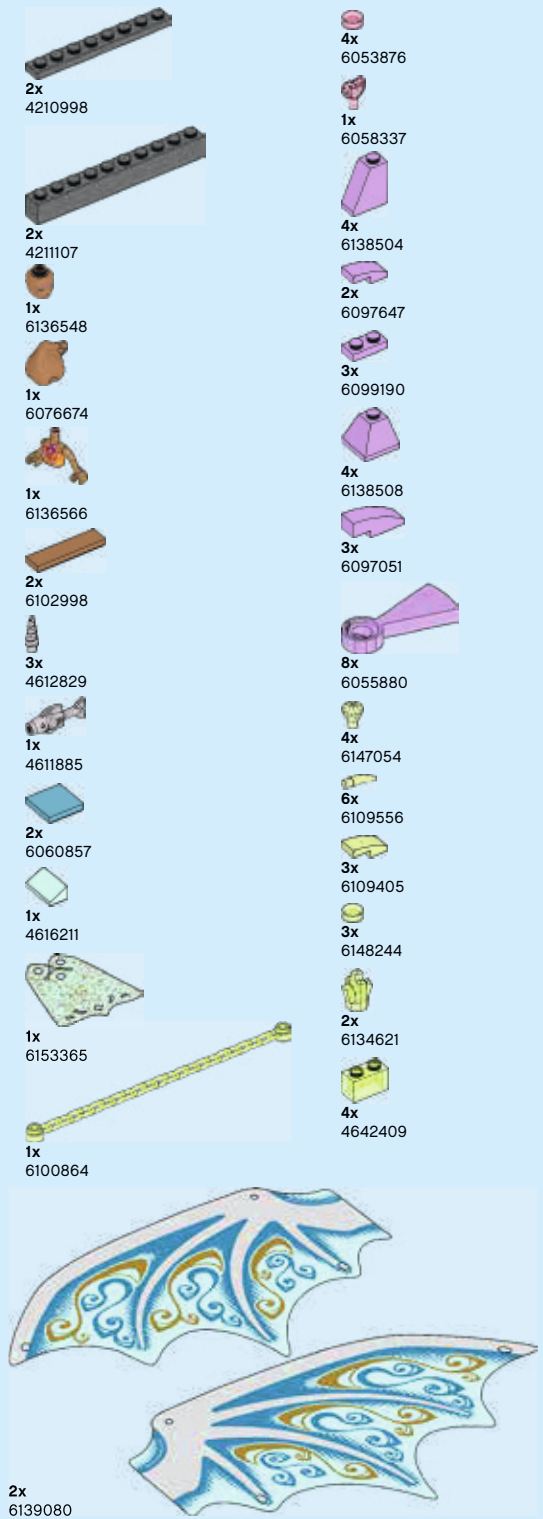 2x
4210998
2x
4211107
1x
6136548
1x
6076674
1x
6136566
2x
6102998
3x
4612829
1x
4611885
2x
6060857
1x
4616211
1x
6153365
1x
6100864
4x
6053876
1x
6058337
4x
6138504
2x
6097647
3x
6099190
4x
6138508
3x
6097051
8x
6055880
4x
6147054
6x
6109556
3x
6109405
3x
6148244
2x
6134621
4x
4642409
2x
6139080